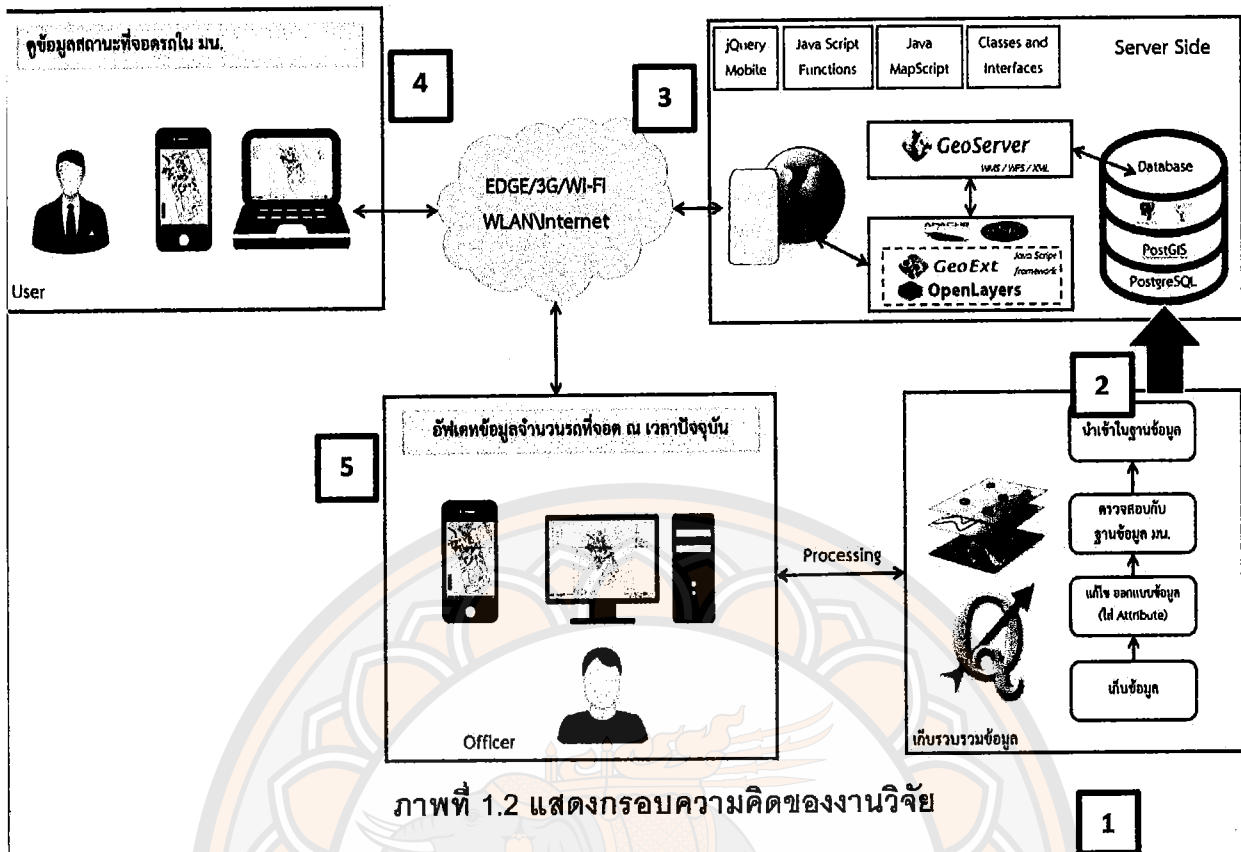 ดูข้อมูลสถานะที่จอดรถใน มน.
4
User
EDGE/3G/WI-FI
WLAN\Internet
3
jQuery
Mobile
Java Script
Functions
Java
MapScript
Classes and
Interfaces
Server Side
GeoServer
WMS / WFS / XML
GeoExt
Java Script
framework
OpenLayers
Database
PostGIS
PostgreSQL
5
อัพเดทข้อมูลจำนวนรถที่จอด ณ เวลาปัจจุบัน
Officer
Processing
2
นำเข้าในฐานข้อมูล
ตรวจสอบกับ
ฐานข้อมูล มน.
แก้ไข ออกแบบข้อมูล
(ใส่ Attribute)
เก็บข้อมูล
เก็บรวบรวมข้อมูล
ภาพที่ 1.2 แสดงกรอบความคิดของงานวิจัย
1